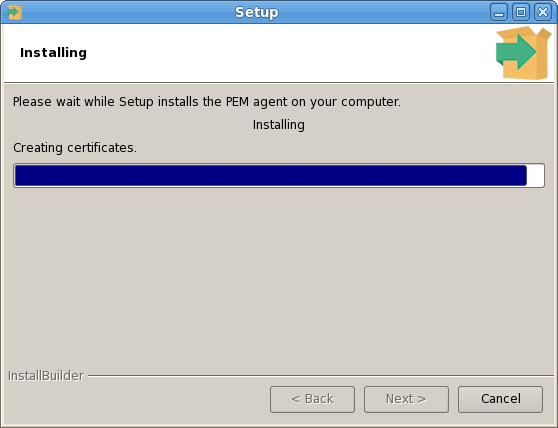 Setup
Installing
Please wait while Setup installs the PEM agent on your computer.
Installing
Creating certificates.
InstallBuilder
< Back
Next >
Cancel